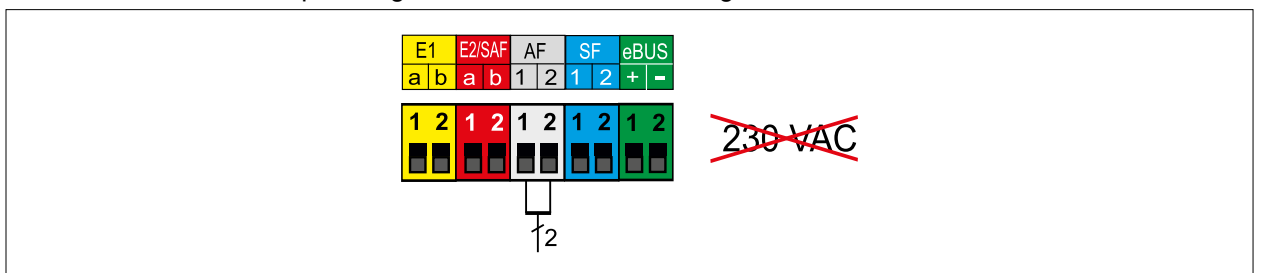 E1 E2/SAF AF SF eBUS
a b a b 1 2 1 2 + -
1 2 1 2 1 2 1 2 1 2
230 VAC
2